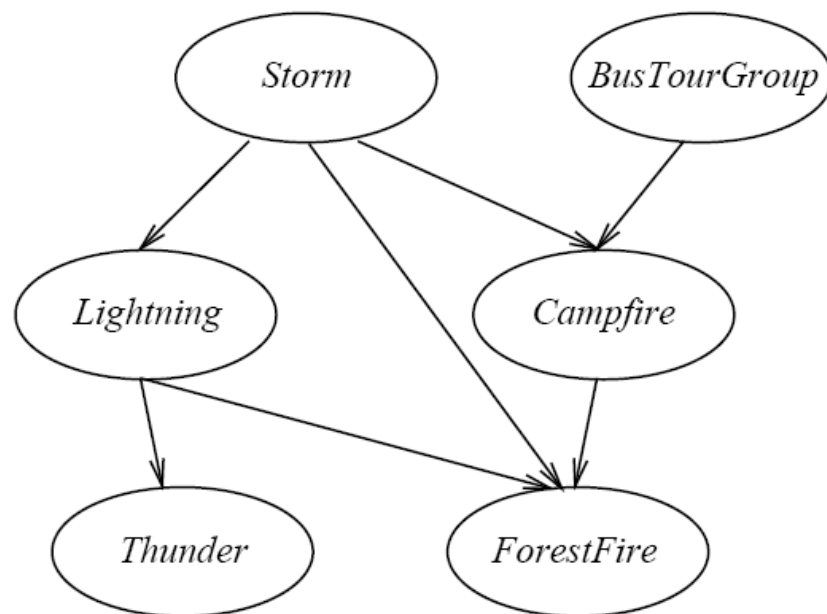 Storm
BusTourGroup
Lightning
Campfire
Thunder
ForestFire